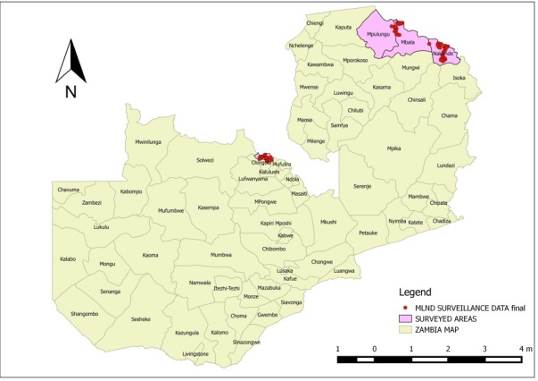 Chiengi
Kaputa
Mpulungu
Mbala
Nakonde
Nchelenge
Kawambwa
Mporokoso
Mungwi
Isoka
Mwense
Luwingu
Kasama
Chinsali
Chama
Mansa
Samfya
Chilubi
Milenge
Mpika
Lundazi
N
Mwinilunga
Solwezi
Mufulira
Kalulushi
Lufwanyama
Ndola
Masaiti
Serenje
Mambwe
Chipata
Chavuma
Zambezi
Kabompo
Mufumbwe
Kasempa
MPongwe
Kapiri Mposhi
Mkushi
Petauke
Nyimba
Katete
Chadiza
Lukulu
Kabwe
Chibombo
Kalabo
Mongu
Kaoma
Mumbwa
Lusaka
Chongwe
Luangwa
Kafue
Senanga
Namwala
Itezhi-Tezhi
Mazabuka
Monze
Siavonga
Shangombo
Sesheke
Choma
Gwembe
Kazungula
Kalomo
Sinazongwe
Livingstone
Legend
MLND SURVEILLANCE DATA final
SURVEYED AREAS
ZAMBIA MAP
1 0 1 2 3 4 m